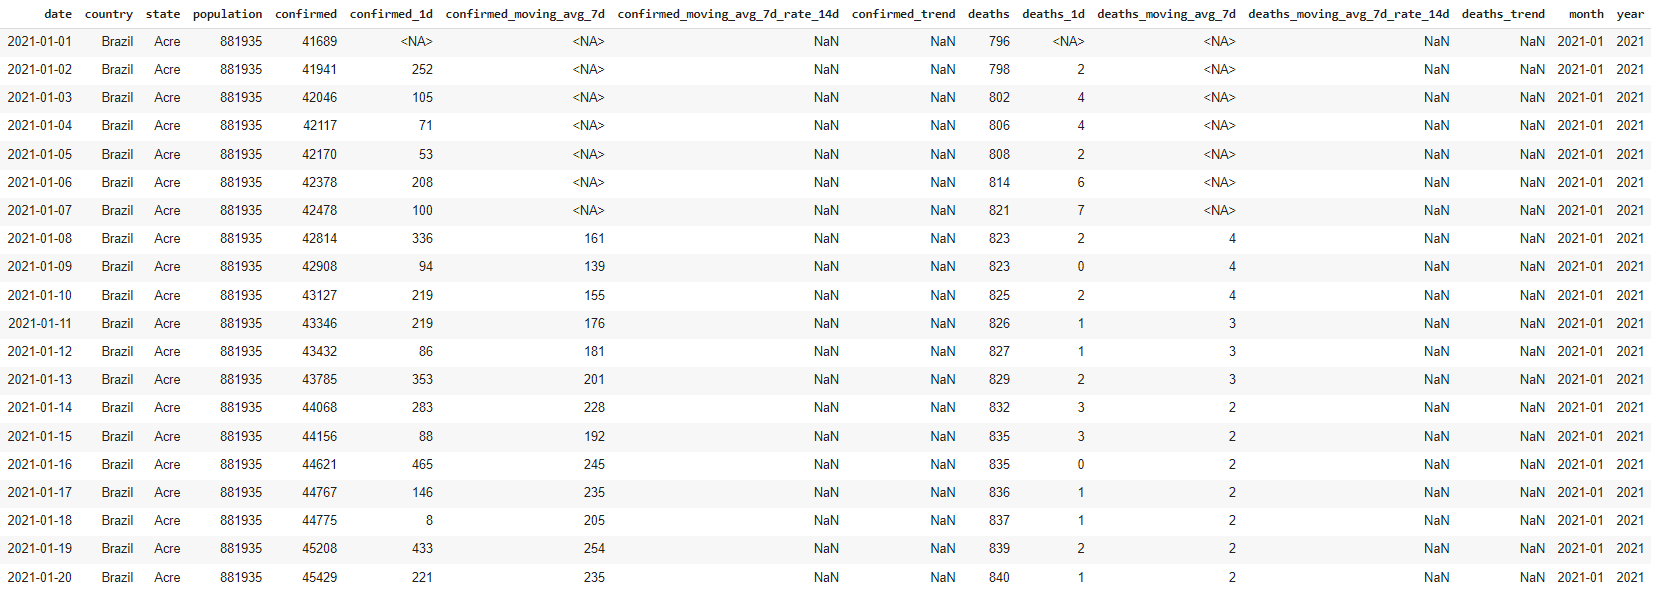 date country state population confirmed confirmed_1d confirmed_moving_avg_7d confirmed_moving_avg_7d_rate_14d confirmed_trend deaths deaths_1d deaths_moving_avg_7d deaths_moving_avg_7d_rate_14d deaths_trend month year
2021-01-01 Brazil Acre 881935 41689 <NA> <NA> NaN NaN 796 <NA> <NA> NaN NaN 2021-01 2021
2021-01-02 Brazil Acre 881935 41941 252 <NA> NaN NaN 798 2 <NA> NaN NaN 2021-01 2021
2021-01-03 Brazil Acre 881935 42046 105 <NA> NaN NaN 802 4 <NA> NaN NaN 2021-01 2021
2021-01-04 Brazil Acre 881935 42117 71 <NA> NaN NaN 806 4 <NA> NaN NaN 2021-01 2021
2021-01-05 Brazil Acre 881935 42170 53 <NA> NaN NaN 808 2 <NA> NaN NaN 2021-01 2021
2021-01-06 Brazil Acre 881935 42378 208 <NA> NaN NaN 814 6 <NA> NaN NaN 2021-01 2021
2021-01-07 Brazil Acre 881935 42478 100 <NA> NaN NaN 821 7 <NA> NaN NaN 2021-01 2021
2021-01-08 Brazil Acre 881935 42814 336 161 NaN NaN 823 2 4 NaN NaN 2021-01 2021
2021-01-09 Brazil Acre 881935 42908 94 139 NaN NaN 823 0 4 NaN NaN 2021-01 2021
2021-01-10 Brazil Acre 881935 43127 219 155 NaN NaN 825 2 4 NaN NaN 2021-01 2021
2021-01-11 Brazil Acre 881935 43346 219 176 NaN NaN 826 1 3 NaN NaN 2021-01 2021
2021-01-12 Brazil Acre 881935 43432 86 181 NaN NaN 827 1 3 NaN NaN 2021-01 2021
2021-01-13 Brazil Acre 881935 43785 353 201 NaN NaN 829 2 3 NaN NaN 2021-01 2021
2021-01-14 Brazil Acre 881935 44068 283 228 NaN NaN 832 3 2 NaN NaN 2021-01 2021
2021-01-15 Brazil Acre 881935 44156 88 192 NaN NaN 835 3 2 NaN NaN 2021-01 2021
2021-01-16 Brazil Acre 881935 44621 465 245 NaN NaN 835 0 2 NaN NaN 2021-01 2021
2021-01-17 Brazil Acre 881935 44767 146 235 NaN NaN 836 1 2 NaN NaN 2021-01 2021
2021-01-18 Brazil Acre 881935 44775 8 205 NaN NaN 837 1 2 NaN NaN 2021-01 2021
2021-01-19 Brazil Acre 881935 45208 433 254 NaN NaN 839 2 2 NaN NaN 2021-01 2021
2021-01-20 Brazil Acre 881935 45429 221 235 NaN NaN 840 1 2 NaN NaN 2021-01 2021